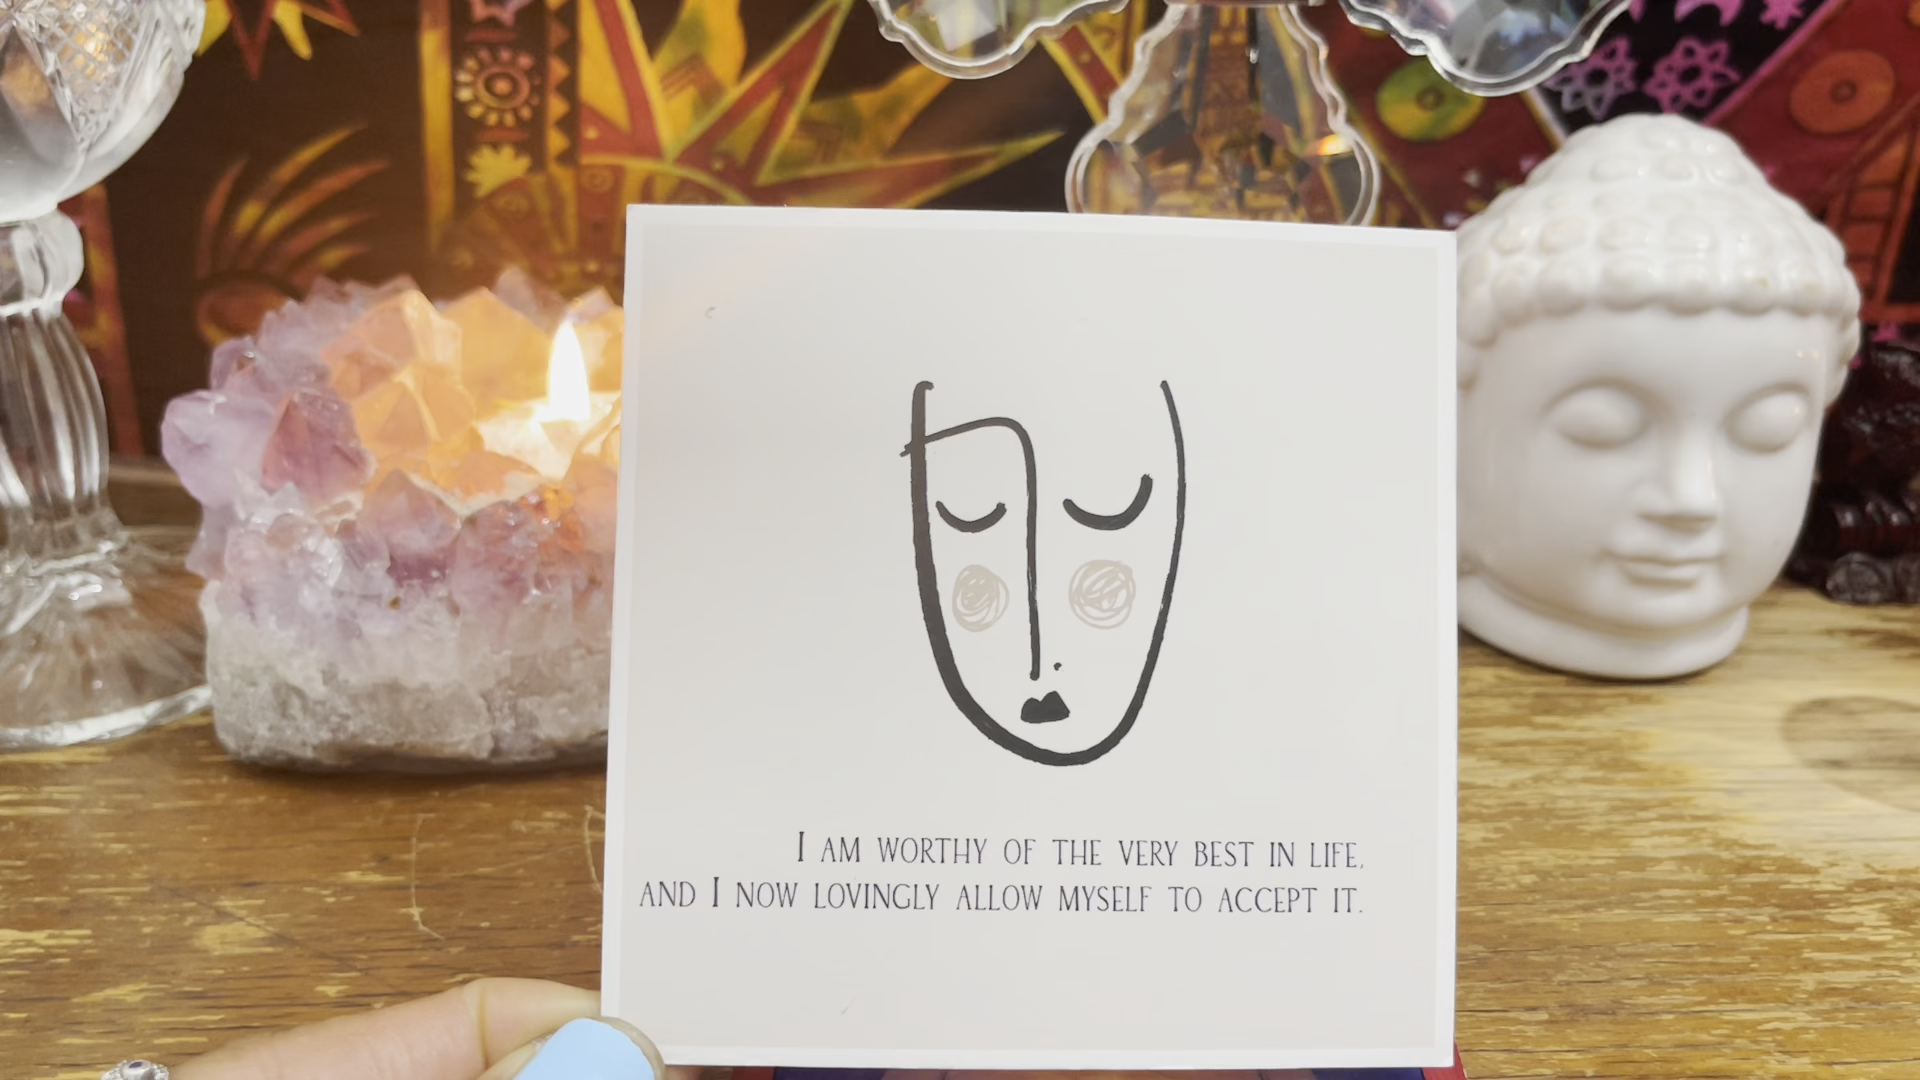 I AM WORTHY OF THE VERY BEST IN LIFE,
AND I NOW LOVINGLY ALLOW MYSELF TO ACCEPT IT.